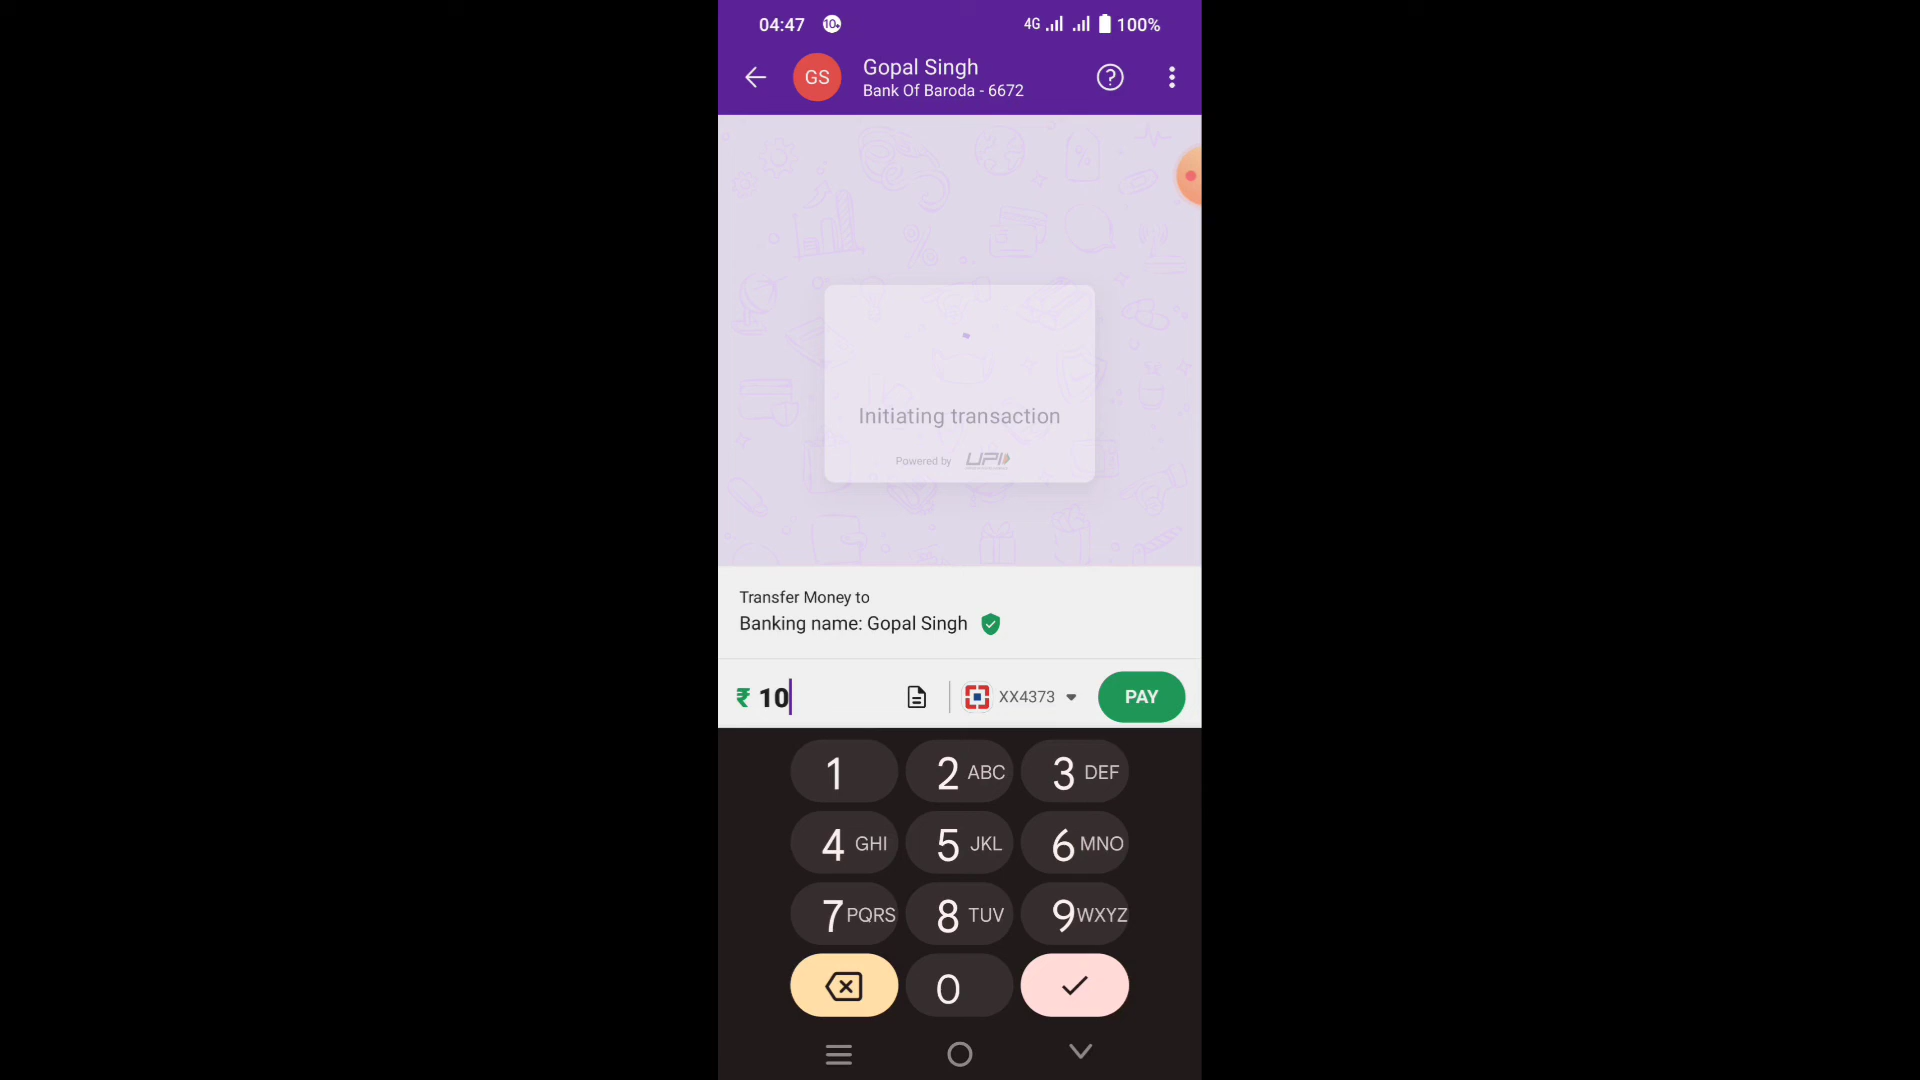 04:47 10+ 4G 100%
GS Gopal Singh
Bank Of Baroda - 6672
Initiating transaction
Powered by UPI
Transfer Money to
Banking name: Gopal Singh
₹ 10 XX4373 PAY
1 2 ABC 3 DEF
4 GHI 5 JKL 6 MNO
7 PQRS 8 TUV 9 WXYZ
0